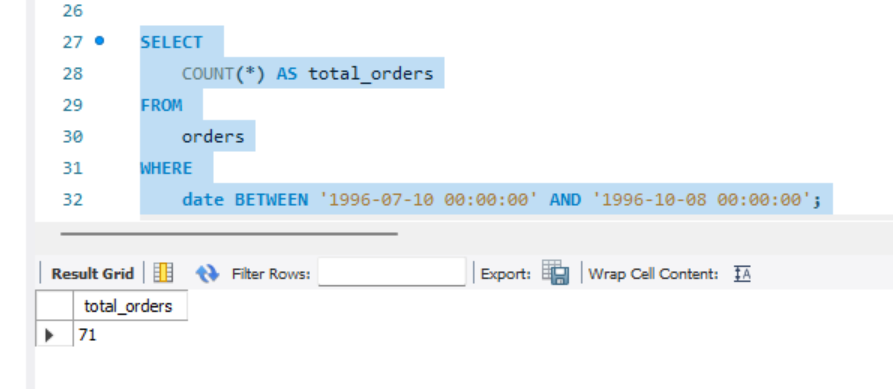 26
27 SELECT
28 COUNT(*) AS total_orders
29 FROM
30 orders
31 WHERE
32 date BETWEEN '1996-07-10 00:00:00' AND '1996-10-08 00:00:00';
Result Grid Filter Rows: Export: Wrap Cell Content: IA
total_orders
71